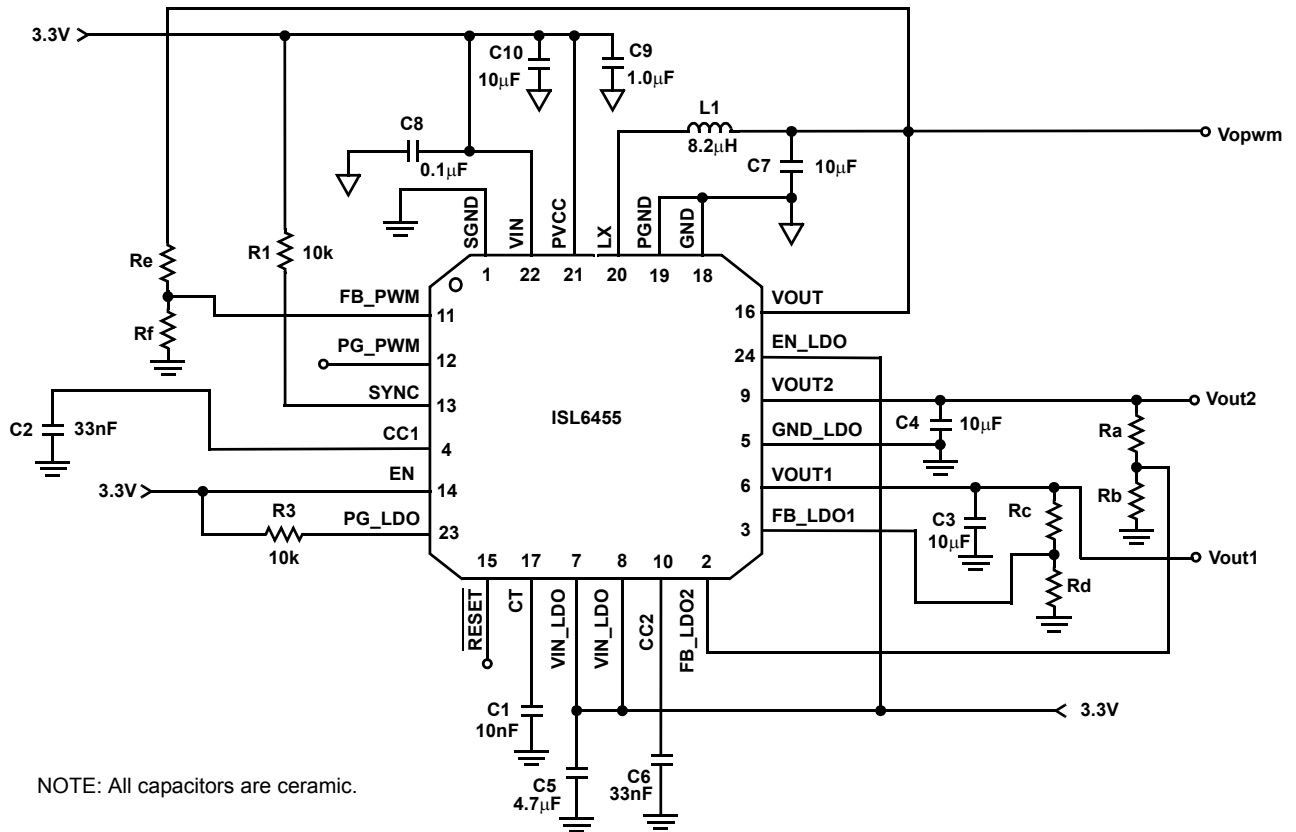 3.3V
C10
10μF
C9
1.0μF
C8
0.1μF
L1
8.2μH
C7
10μF
Vopwm
SGND
VIN
PVCC
LX
PGND
GND
1
22
21
20
19
18
Re
Rf
R1
10k
FB_PWM
11
PG_PWM
12
SYNC
13
C2
33nF
CC1
4
3.3V
EN
14
R3
10k
PG_LDO
23
ISL6455
VOUT
16
EN_LDO
24
VOUT2
9
Vout2
C4
10μF
Ra
GND_LDO
5
VOUT1
6
Rb
C3
10μF
Rc
FB_LDO1
3
Vout1
Rd
15
17
7
8
10
2
RESET
CT
VIN_LDO
VIN_LDO
CC2
FB_LDO2
C1
10nF
3.3V
C5
4.7μF
C6
33nF
NOTE: All capacitors are ceramic.